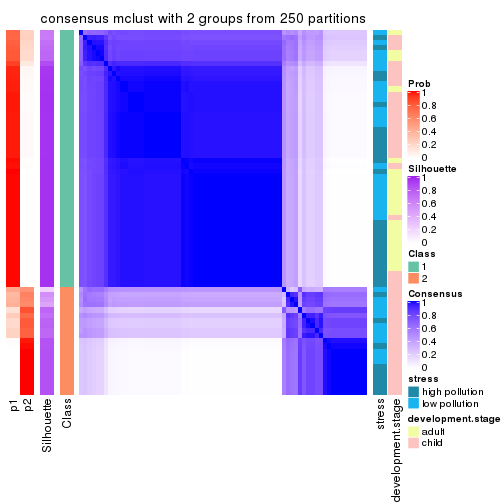 consensus mclust with 2 groups from 250 partitions
Prob
1
0.8
0.6
0.4
0.2
0
Silhouette
1
0.8
0.6
0.4
0.2
0
Class
1
2
Consensus
1
0.8
0.6
0.4
0.2
0
stress
high pollution
low pollution
development.stage
adult
child
p1
p2
Silhouette
Class
stress
development.stage